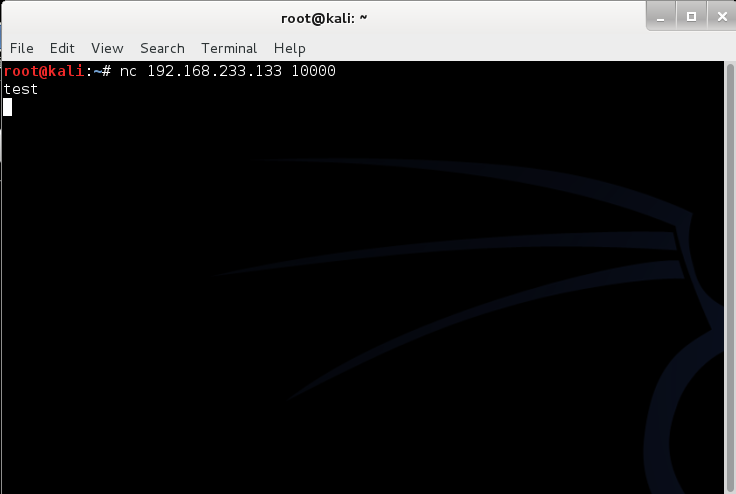 root@kali: ~
File Edit View Search Terminal Help
root@kali:~# nc 192.168.233.133 10000
test